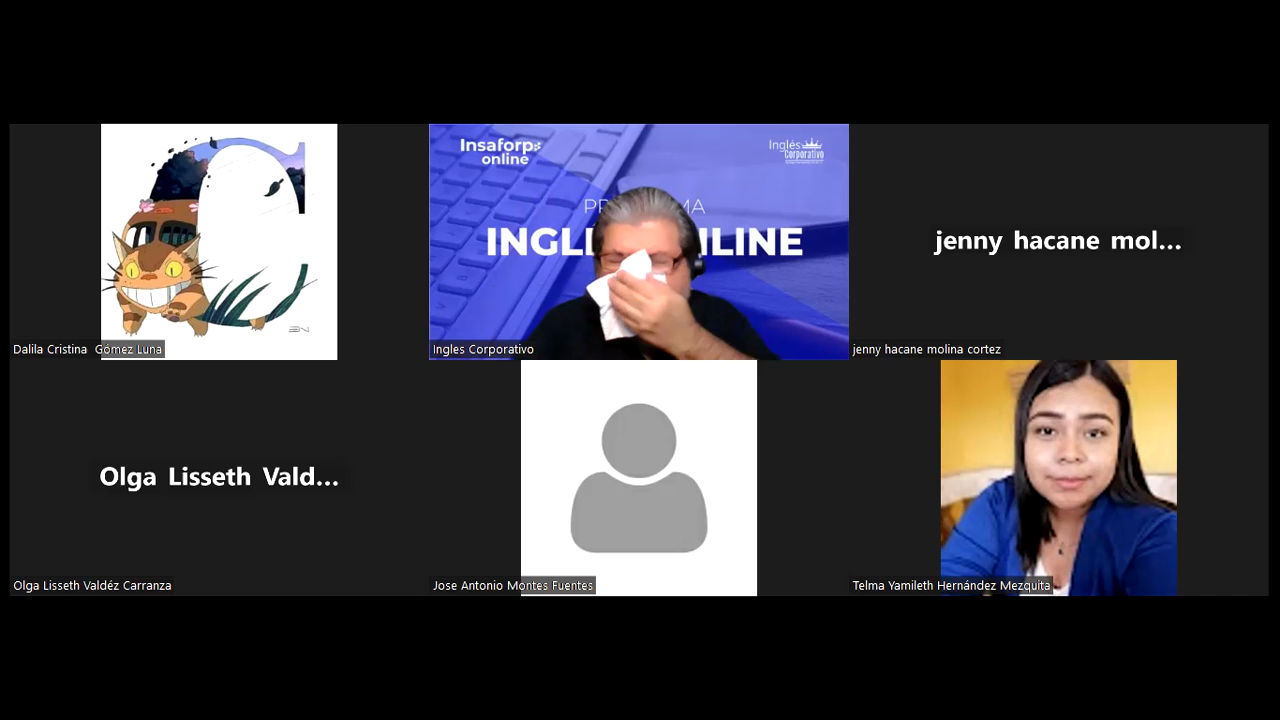 Insaforp
online
Inglés
Corporativo
INGL
NLINE
jenny hacane mol...
Dalila Cristina Gómez Luna
Ingles Corporativo
jenny hacane molina cortez
Olga Lisseth Vald...
Olga Lisseth Valdéz Carranza
Jose Antonio Montes Fuentes
Telma Yamileth Hernández Mezquita